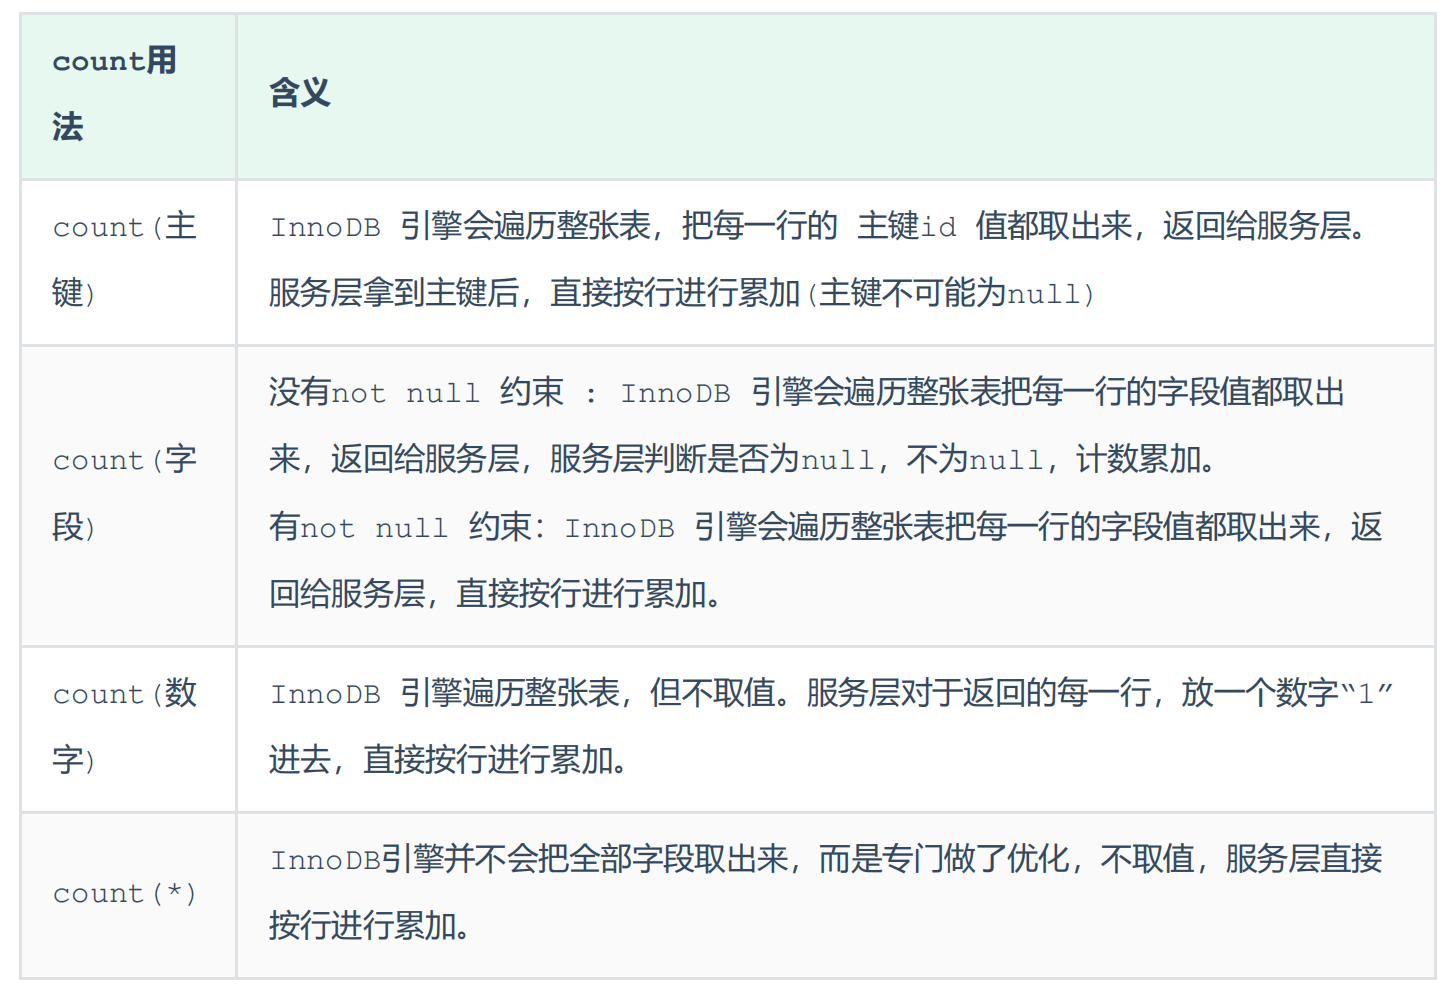 count用
法
含义
count(主
键)
InnoDB 引擎会遍历整张表，把每一行的 主键id 值都取出来，返回给服务层。
服务层拿到主键后，直接按行进行累加(主键不可能为null)
count(字
段)
没有not null 约束 : InnoDB 引擎会遍历整张表把每一行的字段值都取出
来，返回给服务层，服务层判断是否为null，不为null，计数累加。
有not null 约束：InnoDB 引擎会遍历整张表把每一行的字段值都取出来，返
回给服务层，直接按行进行累加。
count(数
字)
InnoDB 引擎遍历整张表，但不取值。服务层对于返回的每一行，放一个数字“1”
进去，直接按行进行累加。
count(*)
InnoDB引擎并不会把全部字段取出来，而是专门做了优化，不取值，服务层直接
按行进行累加。